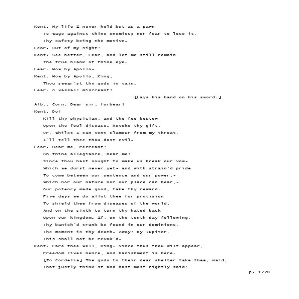 Kent. My life I never held but as a pawn
To wage against thine enemies; nor fear to lose it,
Thy safety being the motive.
Lear. Out of my sight!
Kent. See better, Lear, and let me still remain
The true blank of thine eye.
Lear. Now by Apollo-
Kent. Now by Apollo, King,
Thou swear'st thy gods in vain.
Lear. O vassal! miscreant!
[Lays his hand on his sword.]
Alb., Corn. Dear sir, forbear!
Kent. Do!
Kill thy physician, and the fee bestow
Upon the foul disease. Revoke thy gift,
Or, whilst I can vent clamour from my throat,
I'll tell thee thou dost evil.
Lear. Hear me, recreant!
On thine allegiance, hear me!
Since thou hast sought to make us break our vow-
Which we durst never yet- and with strain'd pride
To come between our sentence and our power,-
Which nor our nature nor our place can bear,-
Our potency made good, take thy reward.
Five days we do allot thee for provision
To shield thee from diseases of the world,
And on the sixth to turn thy hated back
Upon our kingdom. If, on the tenth day following,
Thy banish'd trunk be found in our dominions,
The moment is thy death. Away! By Jupiter,
This shall not be revok'd.
Kent. Fare thee well, King. Since thus thou wilt appear,
Freedom lives hence, and banishment is here.
[To Cordelia] The gods to their dear shelter take thee, maid,
That justly think'st and hast most rightly said!